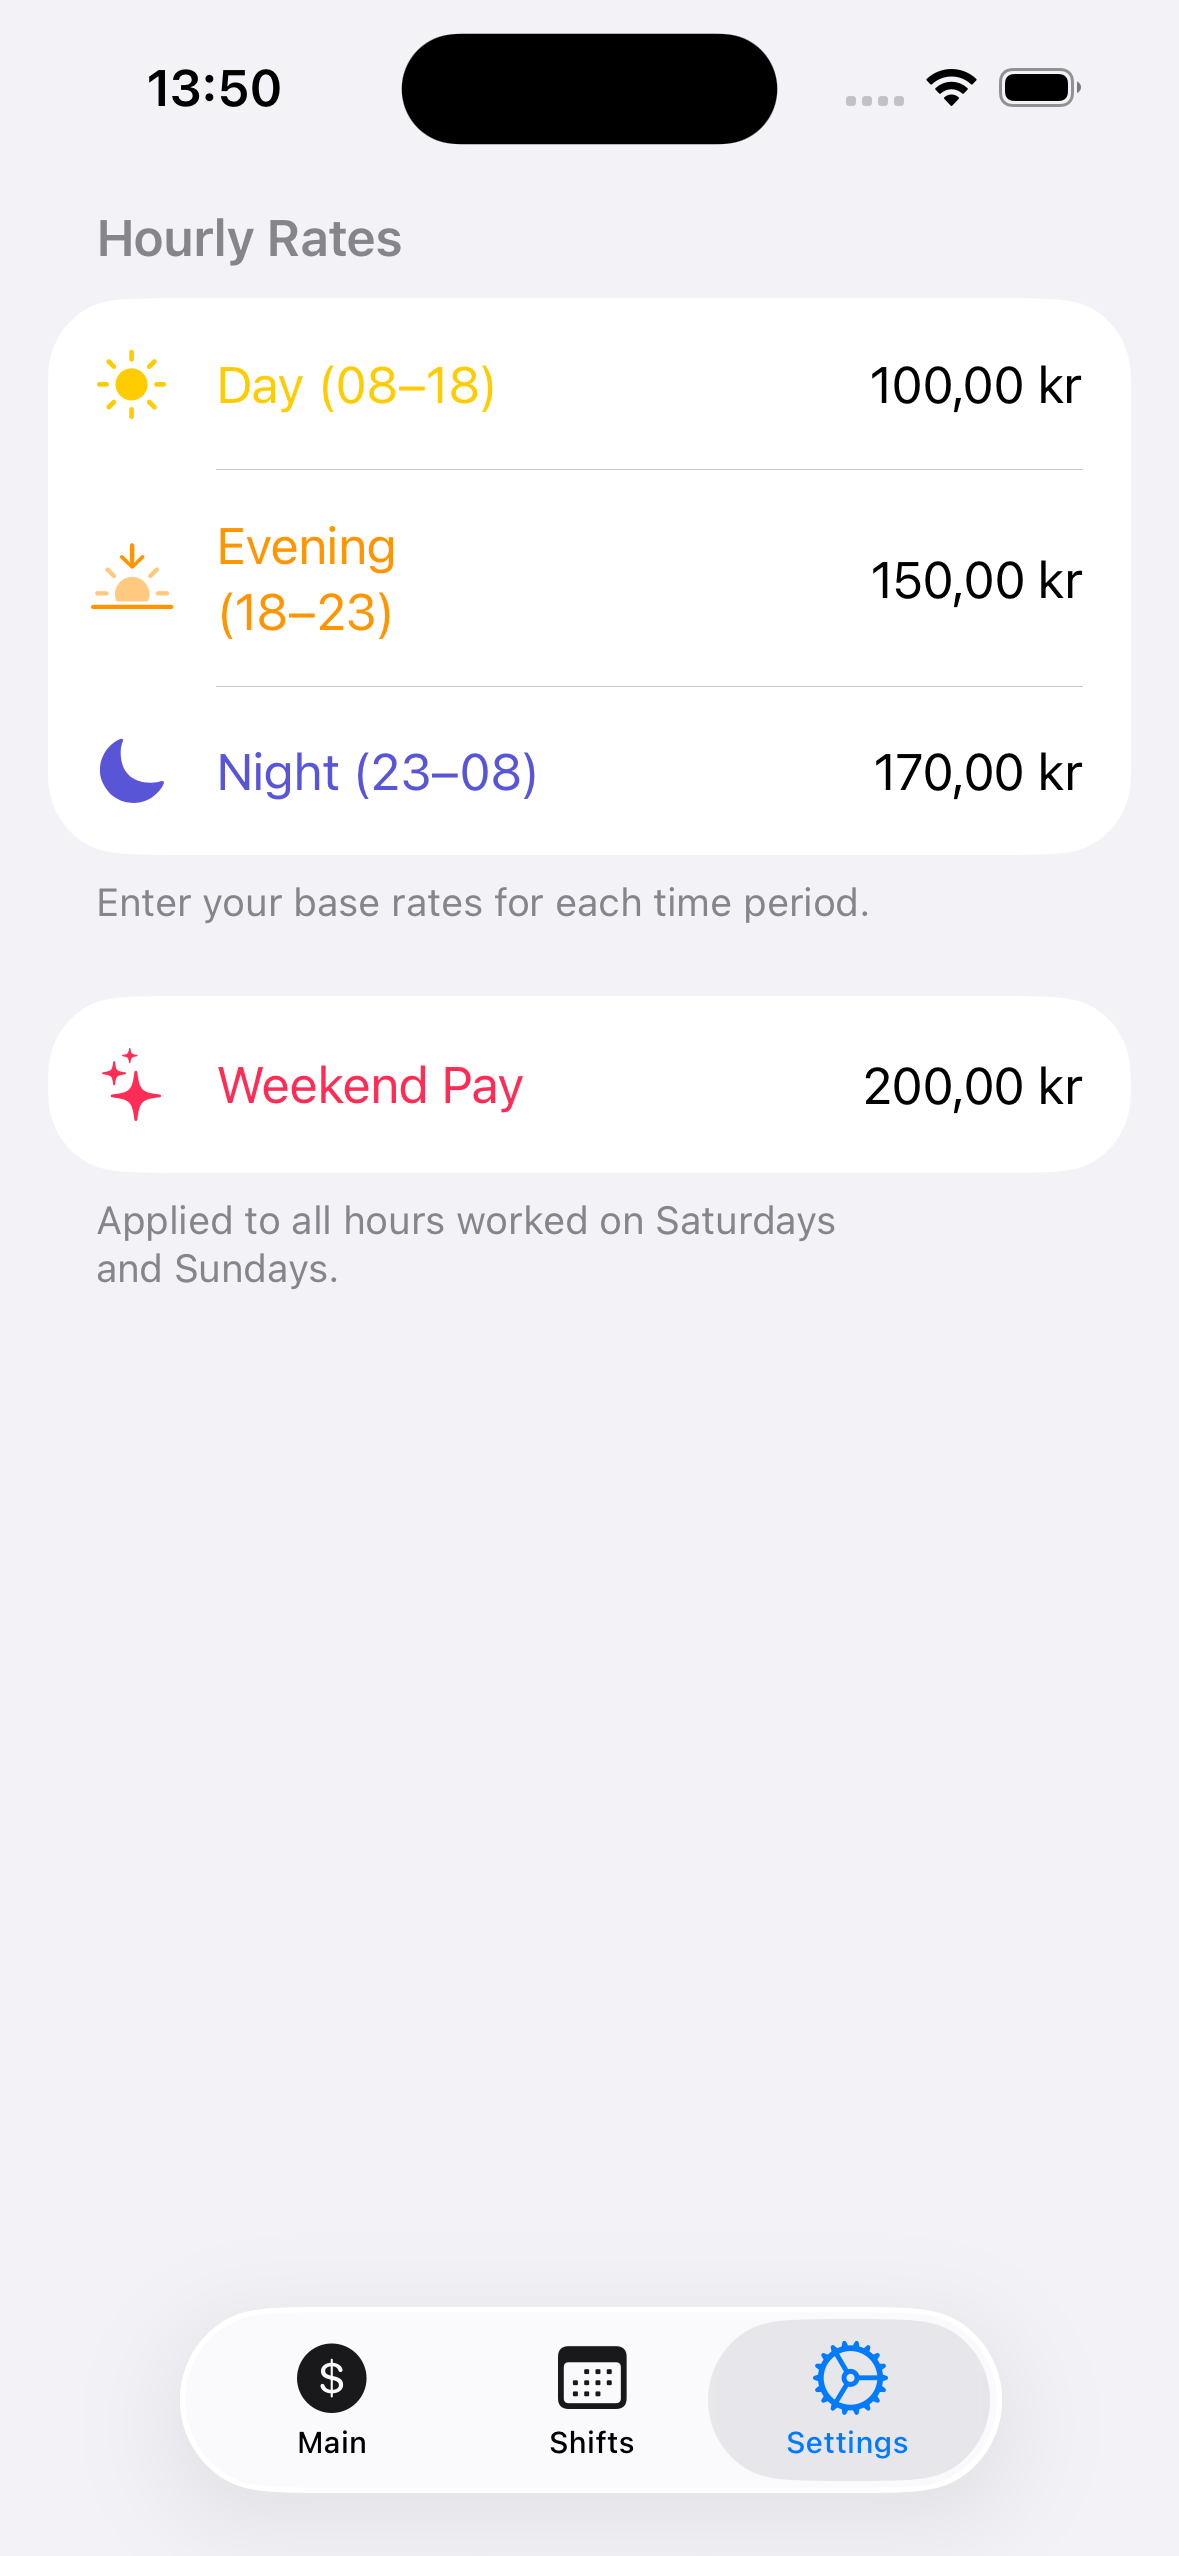 13:50
Hourly Rates
Day (08–18)
100,00 kr
Evening
(18–23)
150,00 kr
Night (23–08)
170,00 kr
Enter your base rates for each time period.
Weekend Pay
200,00 kr
Applied to all hours worked on Saturdays
and Sundays.
$
Main
Shifts
Settings